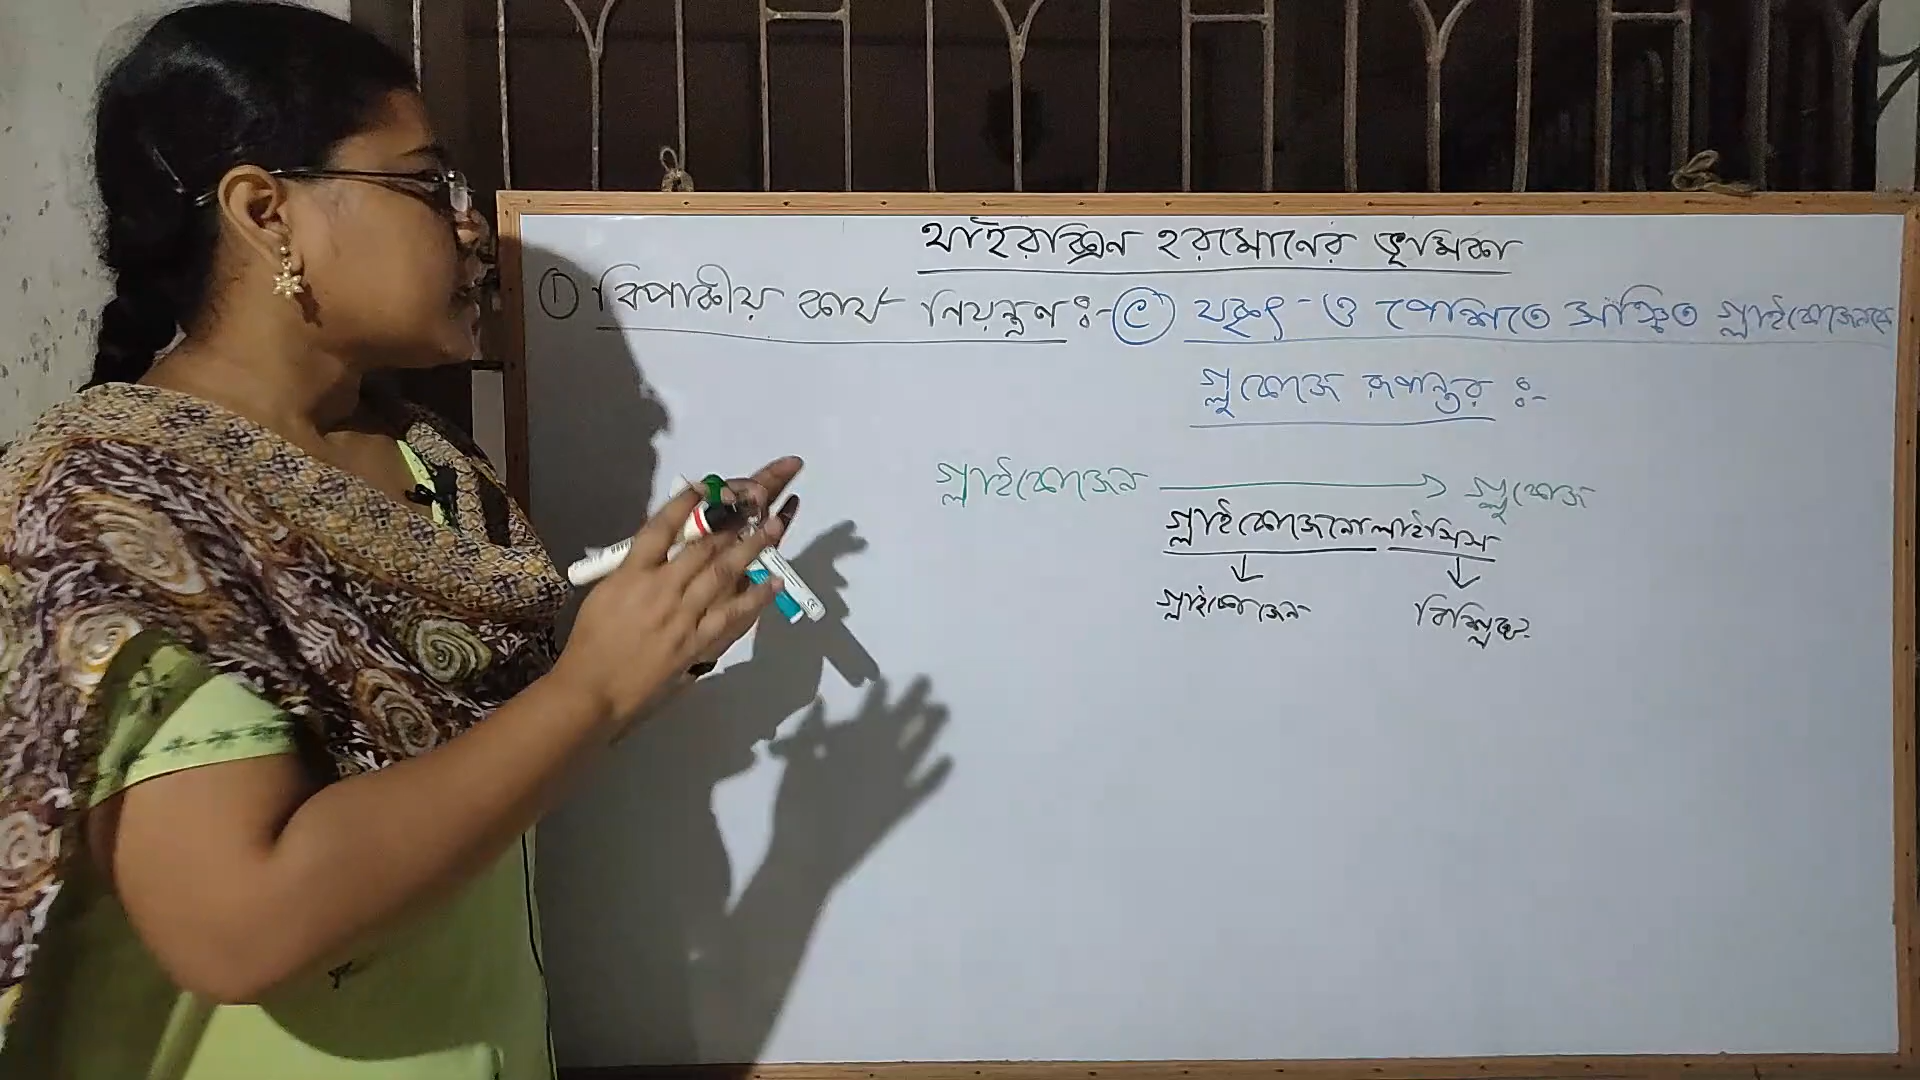 থাইরক্সিন হরমোনের ভূমিকা
① বিপাকীয় কার্য নিয়ন্ত্রণ :- ⓒ যকৃৎ ও পেশিতে সঞ্চিত গ্লাইকোজেনকে
গ্লুকোজে রূপান্তর :-
গ্লাইকোজেন → গ্লুকোজ
গ্লাইকোজেনোলাইসিস
↓ ↓
গ্লাইকোজেন